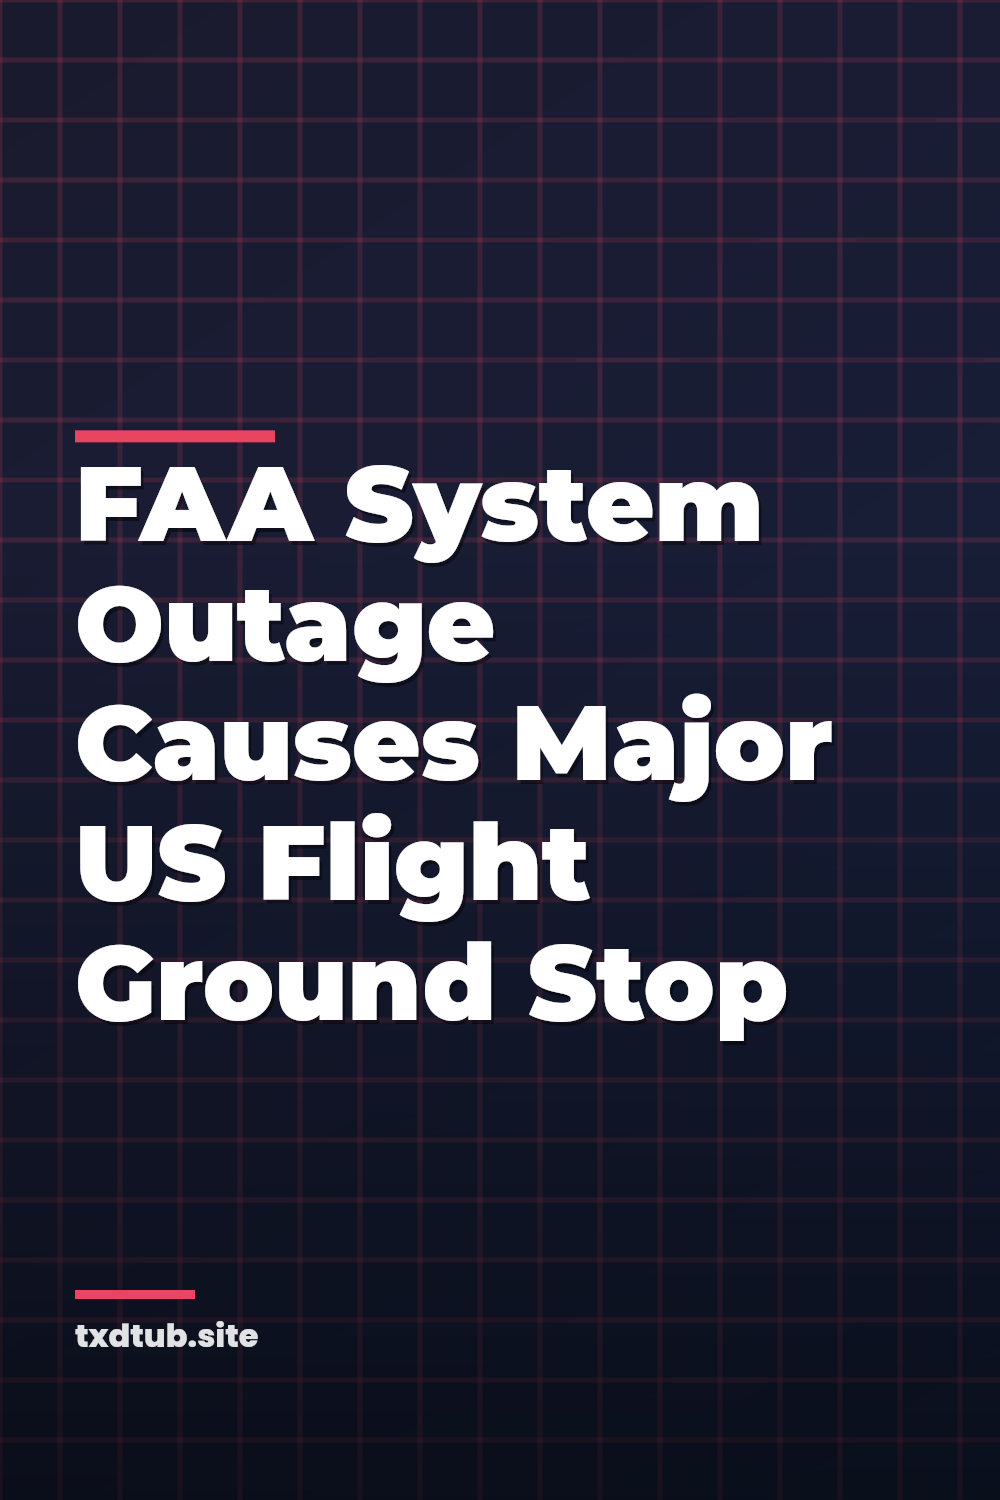 FAA System
Outage
Causes Major
US Flight
Ground Stop
txdtub.site